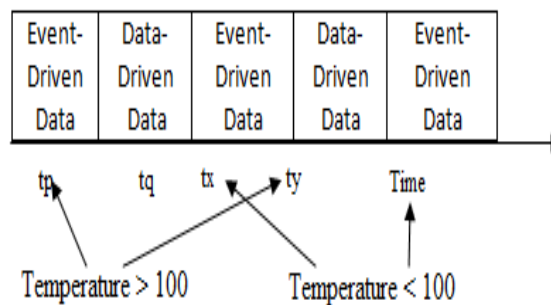 Event- Data- Event- Data- Event-
Driven Driven Driven Driven Driven
Data Data Data Data Data
tp tq tx ty Time
Temperature > 100 Temperature < 100